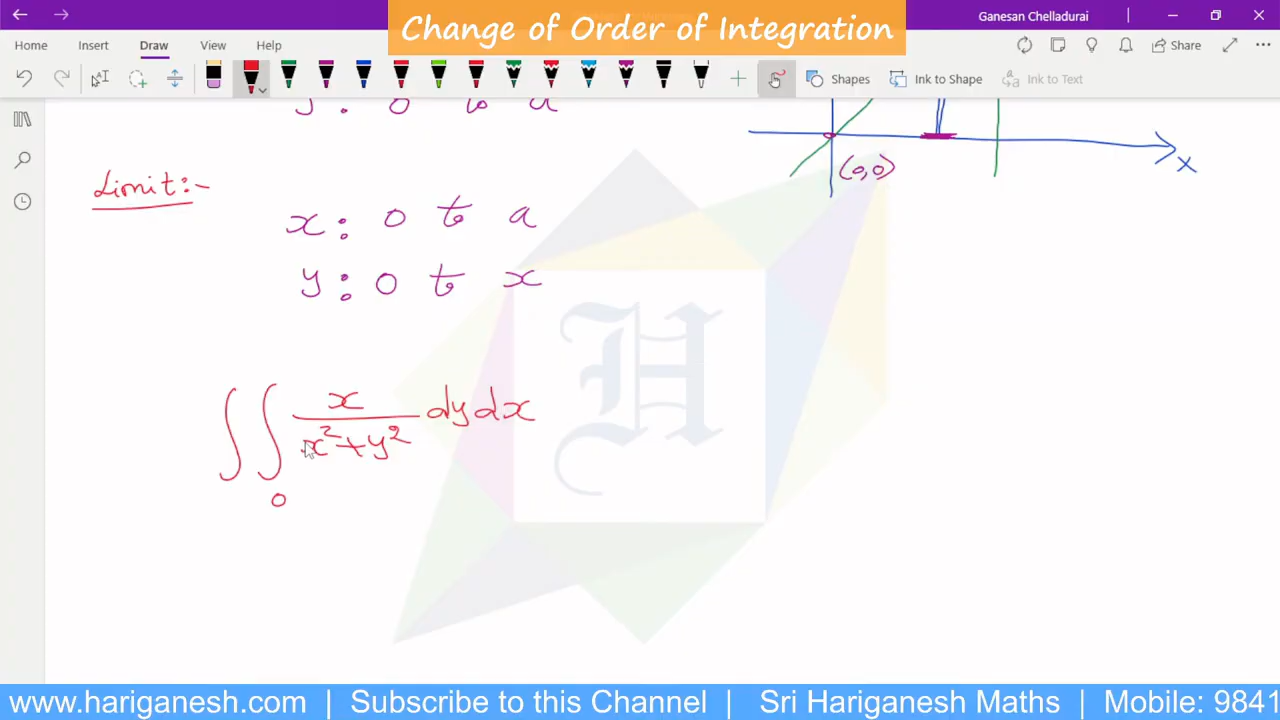 Ganesan Chelladurai
Change of Order of Integration
Home Insert Draw View Help
Share
Shapes Ink to Shape Ink to Text
y : 0 to a
x
(0,0)
Limit:-
x : 0 to a
y : 0 to x
∫ ∫₀ x/(x²+y²) dy dx
H
www.hariganesh.com | Subscribe to this Channel | Sri Hariganesh Maths | Mobile: 9841